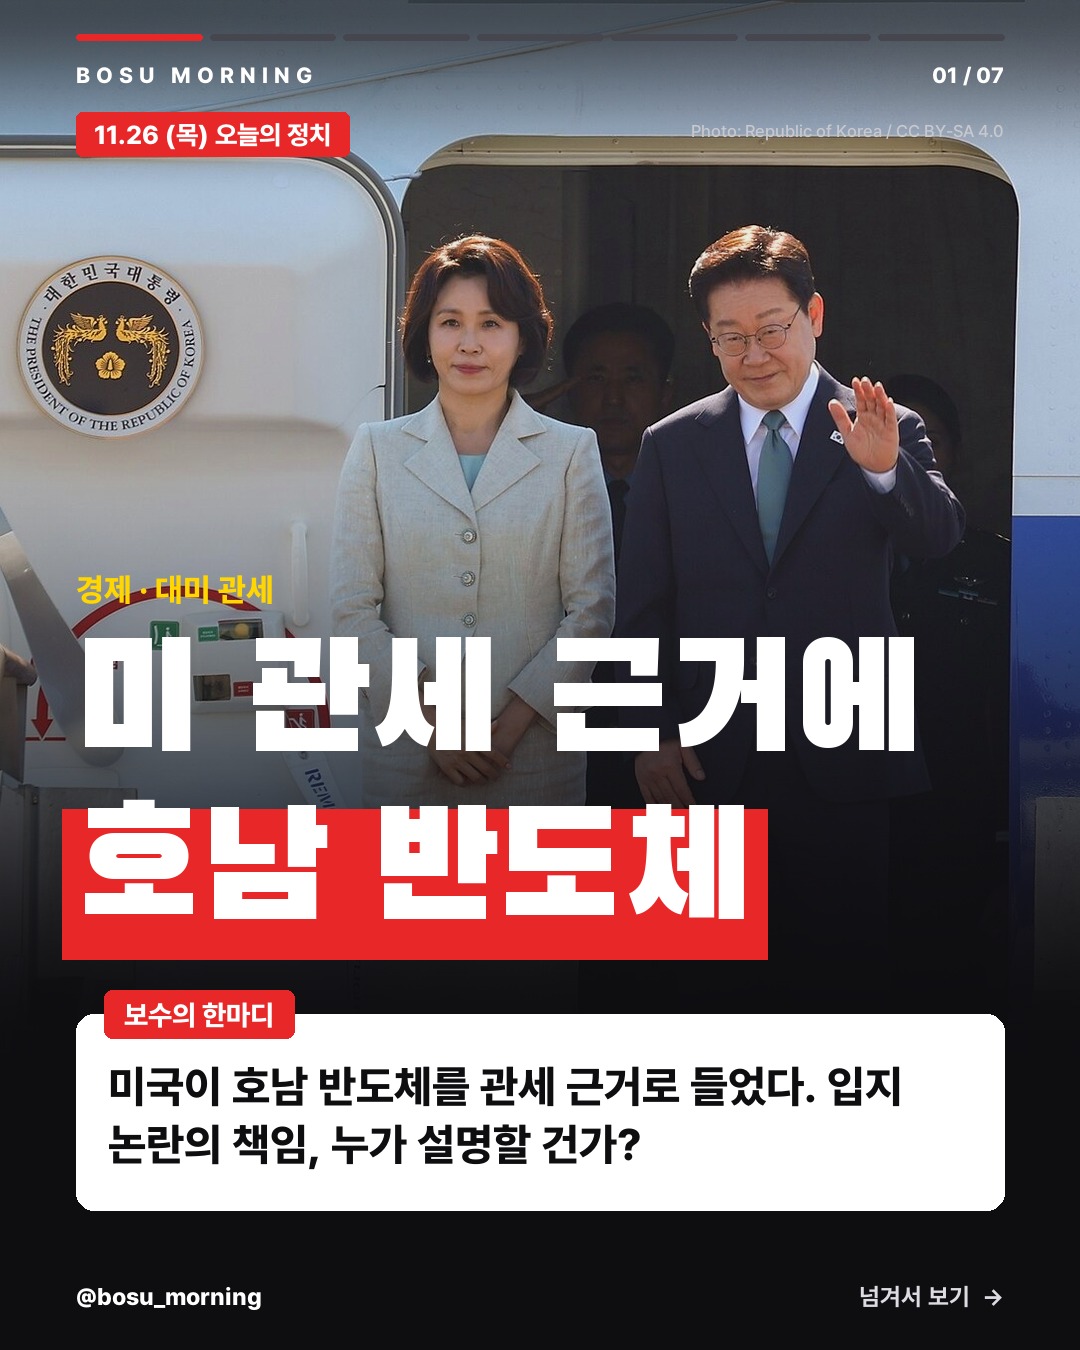 BOSU MORNING
01 / 07
11.26 (목) 오늘의 정치
Photo: Republic of Korea / CC BY-SA 4.0
· 대한민국대통령 ·
THE PRESIDENT OF THE REPUBLIC OF KOREA
경제 · 대미 관세
미 관세 근거에
REM
호남 반도체
보수의 한마디
미국이 호남 반도체를 관세 근거로 들었다. 입지
논란의 책임, 누가 설명할 건가?
@bosu_morning
넘겨서 보기 →